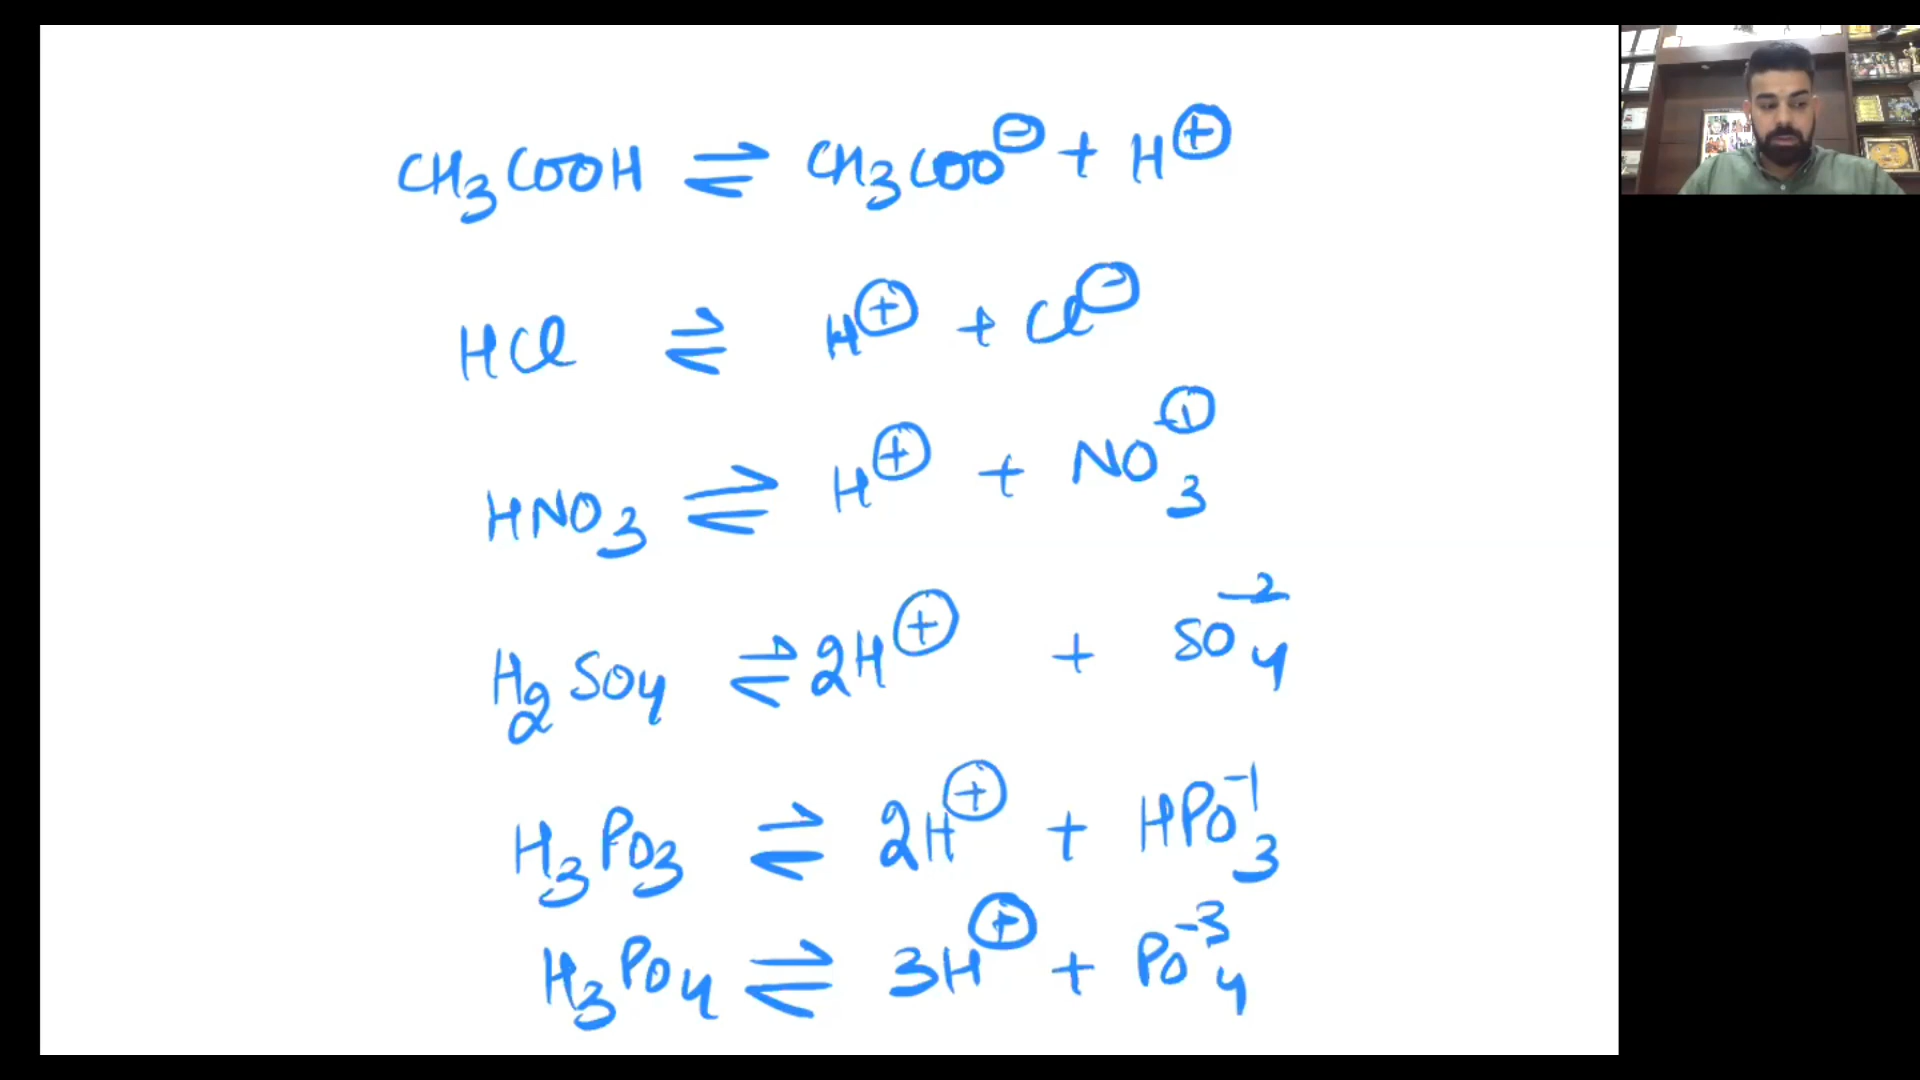 CH₃COOH ⇌ CH₃COO⊖ + H⊕
HCl ⇌ H⊕ + Cl⊖
HNO₃ ⇌ H⊕ + NO₃⁻¹
H₂SO₄ ⇌ 2H⊕ + SO₄⁻²
H₃PO₃ ⇌ 2H⊕ + HPO₃⁻¹
H₃PO₄ ⇌ 3H⊕ + PO₄⁻³